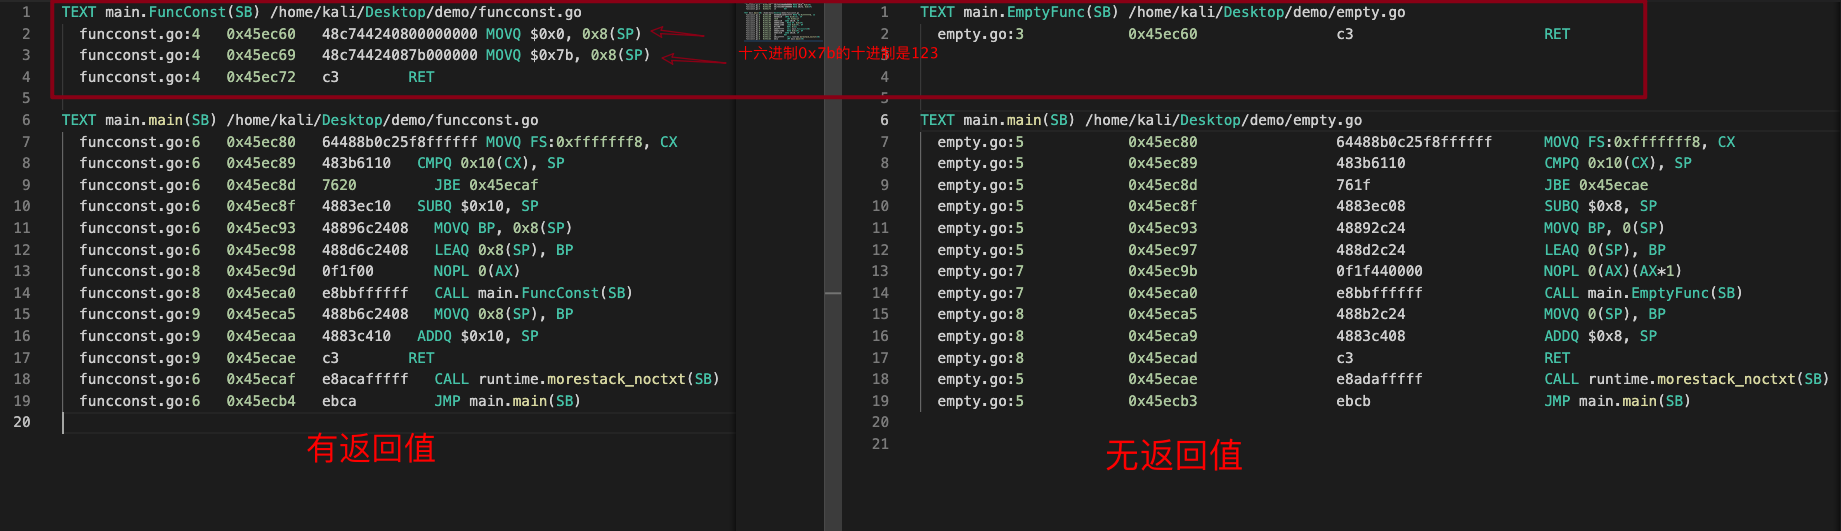 1 TEXT main.FuncConst(SB) /home/kali/Desktop/demo/funcconst.go
2 funcconst.go:4 0x45ec60 48c744240800000000 MOVQ $0x0, 0x8(SP)
3 funcconst.go:4 0x45ec69 48c74424087b000000 MOVQ $0x7b, 0x8(SP)
4 funcconst.go:4 0x45ec72 c3 RET
5
6 TEXT main.main(SB) /home/kali/Desktop/demo/funcconst.go
7 funcconst.go:6 0x45ec80 64488b0c25f8ffffff MOVQ FS:0xfffffff8, CX
8 funcconst.go:6 0x45ec89 483b6110 CMPQ 0x10(CX), SP
9 funcconst.go:6 0x45ec8d 7620 JBE 0x45ecaf
10 funcconst.go:6 0x45ec8f 4883ec10 SUBQ $0x10, SP
11 funcconst.go:6 0x45ec93 48896c2408 MOVQ BP, 0x8(SP)
12 funcconst.go:6 0x45ec98 488d6c2408 LEAQ 0x8(SP), BP
13 funcconst.go:8 0x45ec9d 0f1f00 NOPL 0(AX)
14 funcconst.go:8 0x45eca0 e8bbffffff CALL main.FuncConst(SB)
15 funcconst.go:9 0x45eca5 488b6c2408 MOVQ 0x8(SP), BP
16 funcconst.go:9 0x45ecaa 4883c410 ADDQ $0x10, SP
17 funcconst.go:9 0x45ecae c3 RET
18 funcconst.go:6 0x45ecaf e8acafffff CALL runtime.morestack_noctxt(SB)
19 funcconst.go:6 0x45ecb4 ebca JMP main.main(SB)
20
有返回值
十六进制0x7b的十进制是123
1 TEXT main.EmptyFunc(SB) /home/kali/Desktop/demo/empty.go
2 empty.go:3 0x45ec60 c3 RET
4
5
6 TEXT main.main(SB) /home/kali/Desktop/demo/empty.go
7 empty.go:5 0x45ec80 64488b0c25f8ffffff MOVQ FS:0xfffffff8, CX
8 empty.go:5 0x45ec89 483b6110 CMPQ 0x10(CX), SP
9 empty.go:5 0x45ec8d 761f JBE 0x45ecae
10 empty.go:5 0x45ec8f 4883ec08 SUBQ $0x8, SP
11 empty.go:5 0x45ec93 48892c24 MOVQ BP, 0(SP)
12 empty.go:5 0x45ec97 488d2c24 LEAQ 0(SP), BP
13 empty.go:7 0x45ec9b 0f1f440000 NOPL 0(AX)(AX*1)
14 empty.go:7 0x45eca0 e8bbffffff CALL main.EmptyFunc(SB)
15 empty.go:8 0x45eca5 488b2c24 MOVQ 0(SP), BP
16 empty.go:8 0x45eca9 4883c408 ADDQ $0x8, SP
17 empty.go:8 0x45ecad c3 RET
18 empty.go:5 0x45ecae e8adafffff CALL runtime.morestack_noctxt(SB)
19 empty.go:5 0x45ecb3 ebcb JMP main.main(SB)
20
21
无返回值